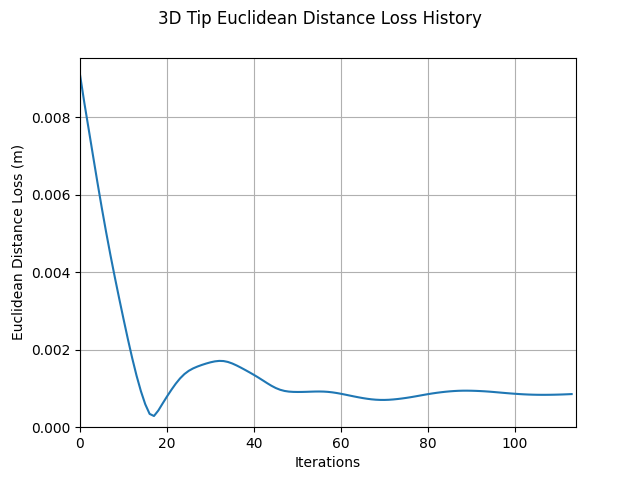 3D Tip Euclidean Distance Loss History
Euclidean Distance Loss (m)
0.008
0.006
0.004
0.002
0.000
0 20 40 60 80 100
Iterations